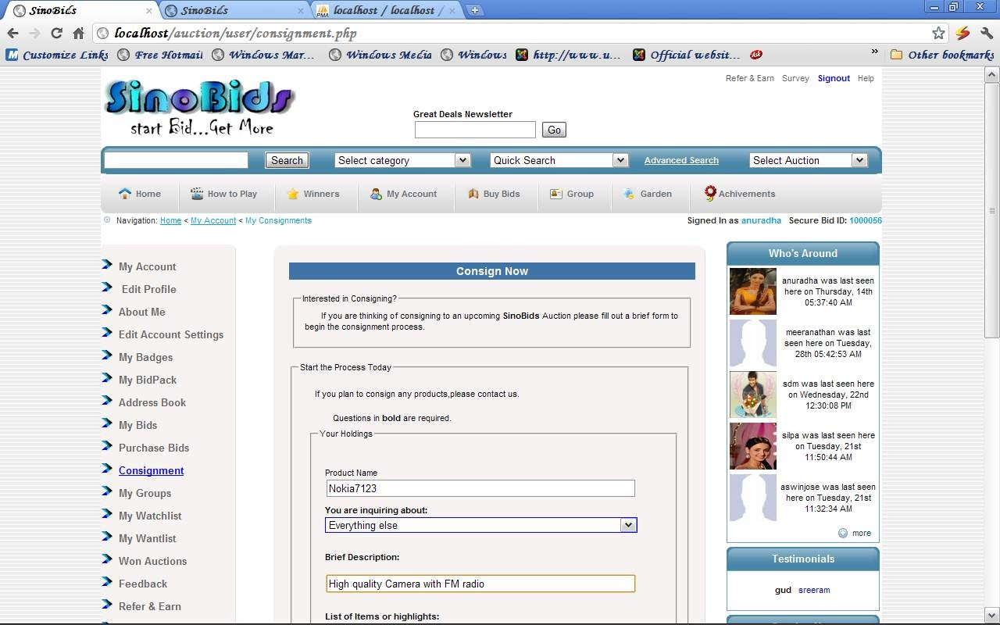 SinoBids
SinoBids
localhost / localhost /
localhost/auction/user/consignment.php
Customize Links
Free Hotmail
Windows Mar...
Windows Media
Windows
http://www.u...
Official websit...
Ask
»
Other bookmarks
SinoBids
start Bid...Get More
Refer & Earn Survey Signout Help
Great Deals Newsletter
Go
Search
Select category
Quick Search
Advanced Search
Select Auction
Home
How to Play
Winners
My Account
Buy Bids
Group
Garden
Achivements
Navigation: Home < My Account < My Consignments
Signed In as anuradha Secure Bid ID: 1000056
My Account
Edit Profile
About Me
Edit Account Settings
My Badges
My BidPack
Address Book
My Bids
Purchase Bids
Consignment
My Groups
My Watchlist
My Wantlist
Won Auctions
Feedback
Refer & Earn
Consign Now
Interested in Consigning?
If you are thinking of consigning to an upcoming SinoBids Auction please fill out a brief form to
begin the consignment process.
Start the Process Today
If you plan to consign any products,please contact us.
Questions in bold are required.
Your Holdings
Product Name
Nokia7123
You are inquiring about:
Everything else
Brief Description:
High quality Camera with FM radio
List of Items or highlights:
Who's Around
anuradha was last seen
here on Thursday, 14th
05:37:40 AM
meeranathan was last
seen here on Tuesday,
28th 05:42:53 AM
sdm was last seen here
on Wednesday, 22nd
12:30:08 PM
silpa was last seen here
on Tuesday, 21st
11:50:44 AM
aswinjose was last seen
here on Tuesday, 21st
11:32:34 AM
more
Testimonials
gud sreeram